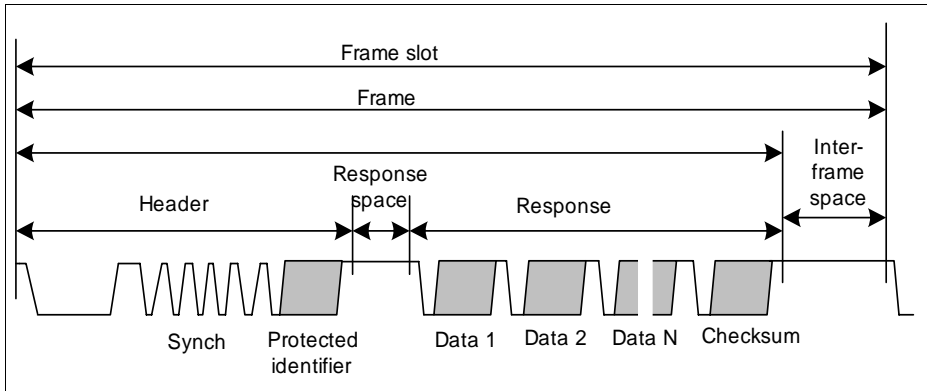 Frame slot
Frame
Inter-
frame
space
Response
space
Header
Response
Synch
Protected
identifier
Data 1
Data 2
Data N
Checksum